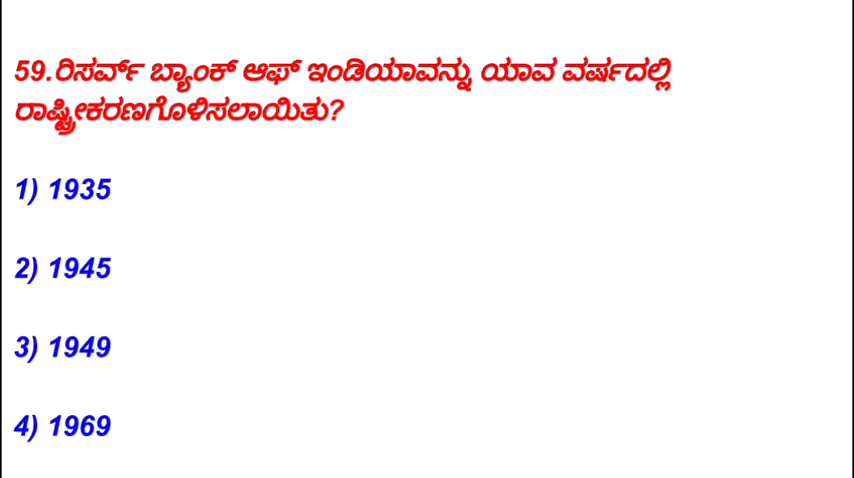 59.ರಿಸರ್ವ್ ಬ್ಯಾಂಕ್ ಆಫ್ ಇಂಡಿಯಾವನ್ನು ಯಾವ ವರ್ಷದಲ್ಲಿ
ರಾಷ್ಟ್ರೀಕರಣಗೊಳಿಸಲಾಯಿತು?
1) 1935
2) 1945
3) 1949
4) 1969